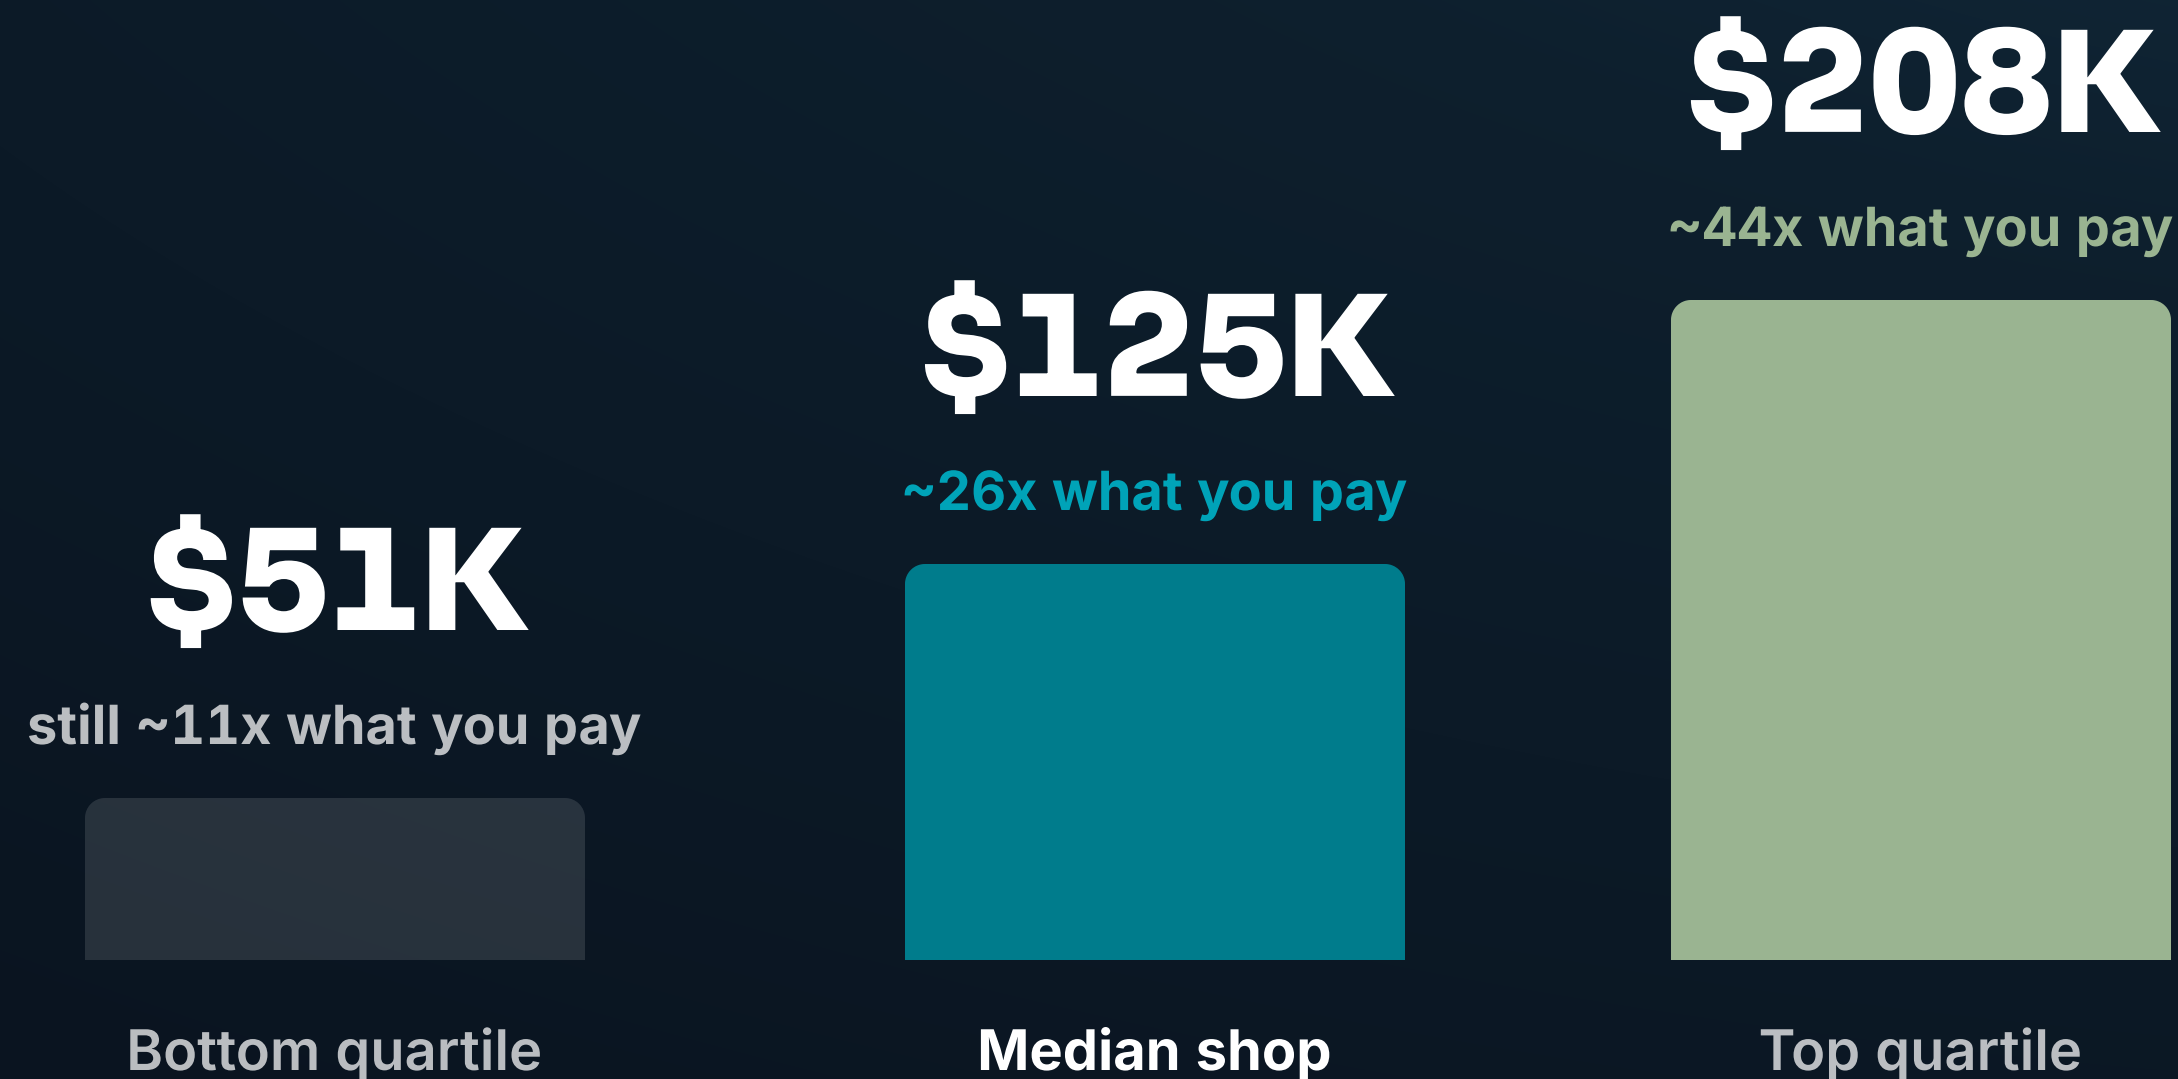 $51K
still ~11x what you pay
Bottom quartile
$125K
~26x what you pay
Median shop
$208K
~44x what you pay
Top quartile